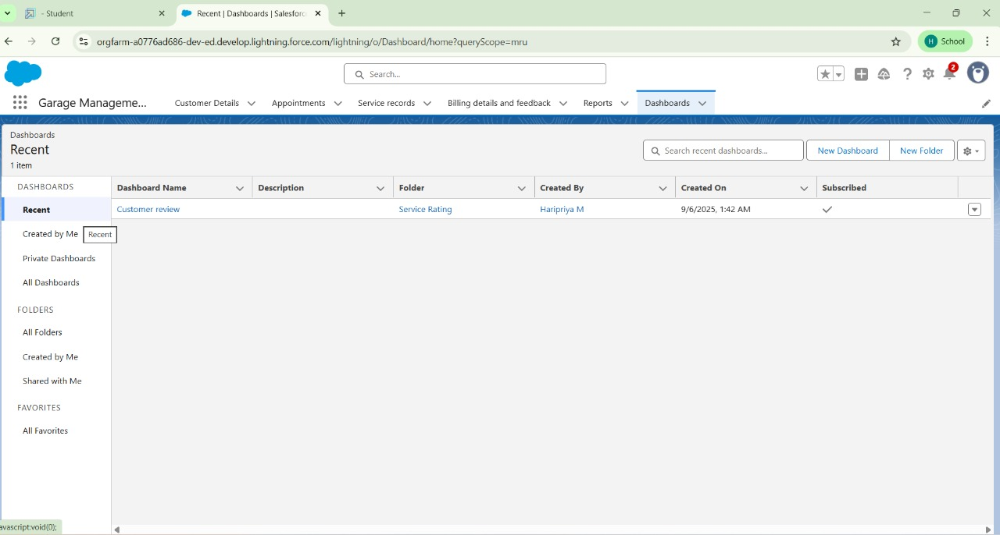 - Student
Recent | Dashboards | Salesforc
orgfarm-a0776ad686-dev-ed.develop.lightning.force.com/lightning/o/Dashboard/home?queryScope=mru
H School
Search...
2
Garage Manageme...
Customer Details
Appointments
Service records
Billing details and feedback
Reports
Dashboards
Dashboards
Recent
1 item
Search recent dashboards...
New Dashboard
New Folder
DASHBOARDS
Recent
Created by Me
Recent
Private Dashboards
All Dashboards
FOLDERS
All Folders
Created by Me
Shared with Me
FAVORITES
All Favorites
Dashboard Name
Description
Folder
Created By
Created On
Subscribed
Customer review
Service Rating
Haripriya M
9/6/2025, 1:42 AM
avascript:void(0);